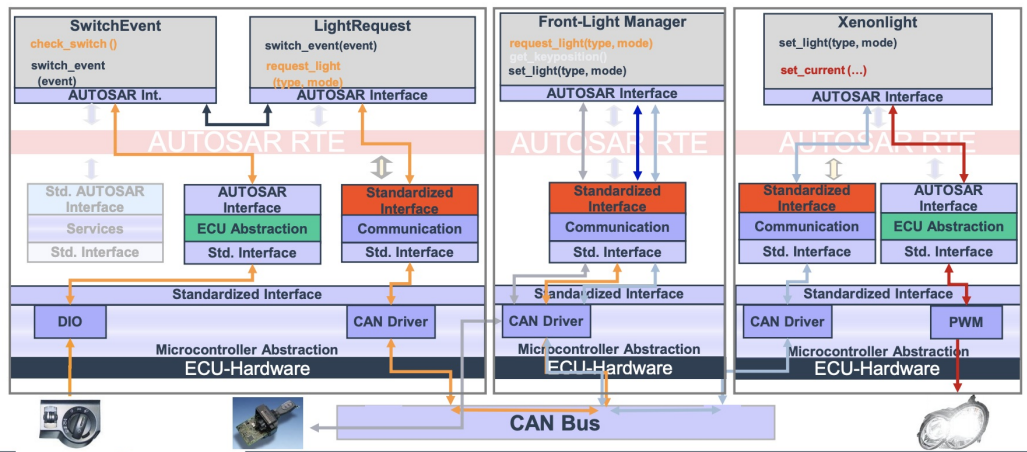 SwitchEvent
check_switch ()
switch_event
(event)
AUTOSAR Int.
LightRequest
switch_event(event)
request_light
(type, mode)
AUTOSAR Interface
Front-Light Manager
request_light(type, mode)
get_keyposition()
set_light(type, mode)
AUTOSAR Interface
Xenonlight
set_light(type, mode)
set_current (...)
AUTOSAR Interface
AUTOSAR RTE
AUTOSAR RTE
AUTOSAR RTE
Std. AUTOSAR
Interface
Services
Std. Interface
AUTOSAR
Interface
ECU Abstraction
Std. Interface
Standardized
Interface
Communication
Std. Interface
Standardized
Interface
Communication
Std. Interface
Standardized
Interface
Communication
Std. Interface
AUTOSAR
Interface
ECU Abstraction
Std. Interface
Standardized Interface
DIO
CAN Driver
Microcontroller Abstraction
ECU-Hardware
Standardized Interface
CAN Driver
Microcontroller Abstraction
ECU-Hardware
Standardized Interface
CAN Driver
PWM
Microcontroller Abstraction
ECU-Hardware
CAN Bus